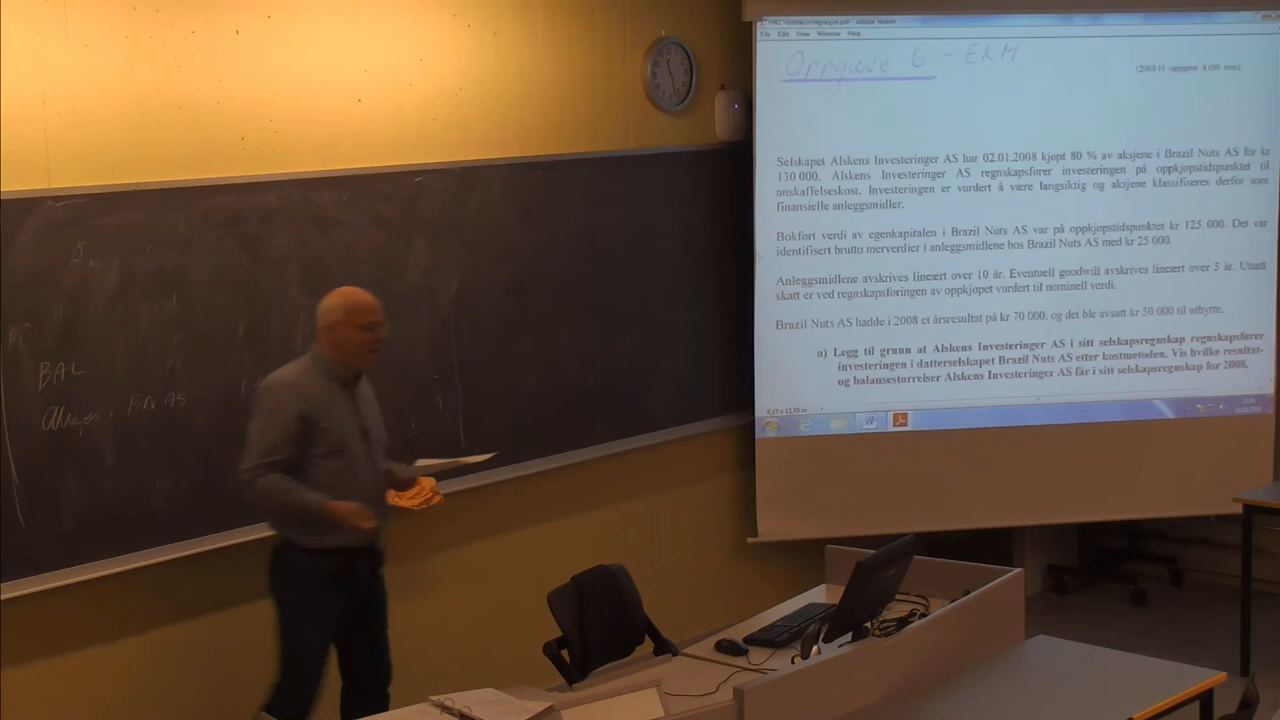 File Edit View Window Help
Oppgave 6 - EKM
Selskapet Alskens Investeringer AS har 02.01.2008 kjøpt 80 % av aksjene i Brazil Nuts AS for kr
130 000. Alskens Investeringer AS regnskapsfører investeringen på oppkjøpstidspunktet til
anskaffelseskost. Investeringen er vurdert å være langsiktig og aksjene klassifiseres derfor som
finansielle anleggsmidler.
Bokført verdi av egenkapitalen i Brazil Nuts AS var på oppkjøpstidspunktet kr 125 000. Det var
identifisert brutto merverdier i anleggsmidlene hos Brazil Nuts AS med kr 25 000.
Anleggsmidlene avskrives lineært over 10 år. Eventuell goodwill avskrives lineært over 5 år. Utsatt
skatt er ved regnskapsføringen av oppkjøpet vurdert til nominell verdi.
Brazil Nuts AS hadde i 2008 et årsresultat på kr 70 000, og det ble avsatt kr 50 000 til utbytte.
a) Legg til grunn at Alskens Investeringer AS i sitt selskapsregnskap regnskapsfører
investeringen i datterselskapet Brazil Nuts AS etter kostmetoden. Vis hvilke resultat-
og balansestørrelser Alskens Investeringer AS får i sitt selskapsregnskap for 2008.
BAL
i BN AS